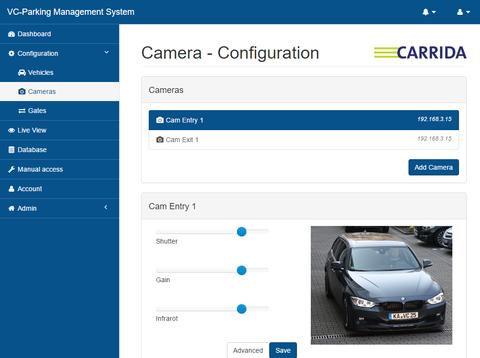 VC-Parking Management System
Dashboard
Configuration
Vehicles
Cameras
Gates
Live View
Database
Manual access
Account
Admin
Camera - Configuration
CARRIDA
Cameras
Cam Entry 1 192.168.3.15
Cam Exit 1 192.168.3.15
Add Camera
Cam Entry 1
Shutter
Gain
Infrarot
Advanced Save
KA VC 25